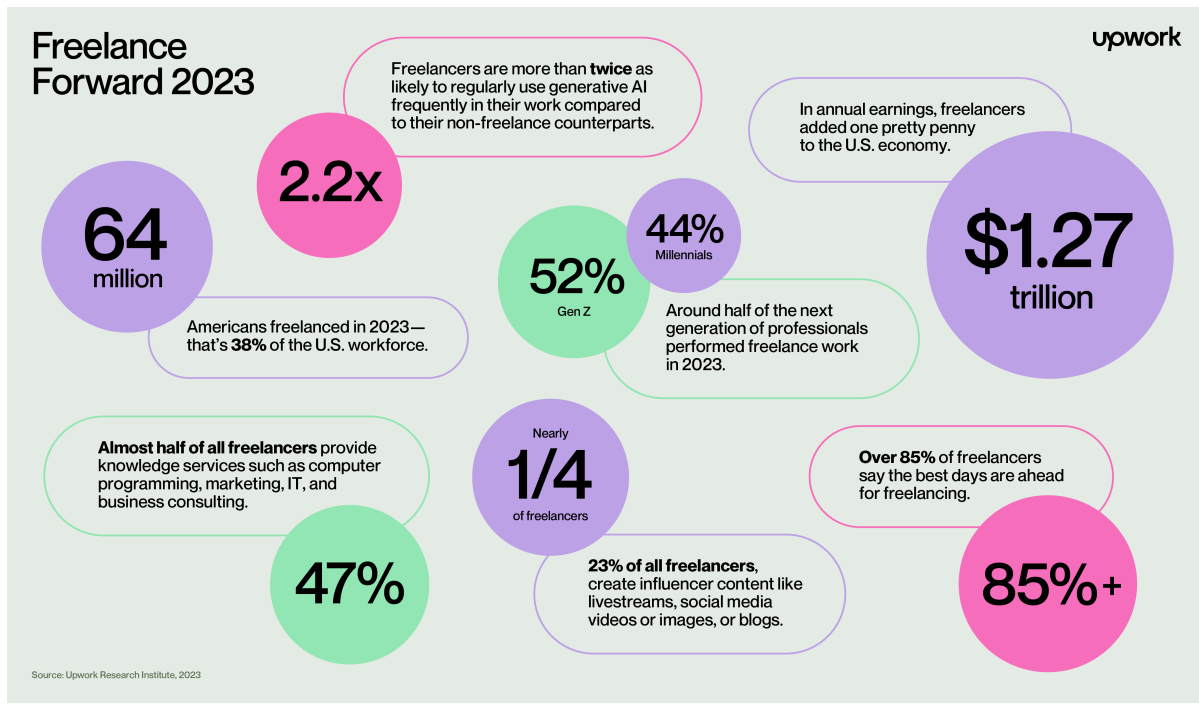 Freelance
Forward 2023
upwork
Freelancers are more than twice as
likely to regularly use generative AI
frequently in their work compared
to their non-freelance counterparts.
2.2x
In annual earnings, freelancers
added one pretty penny
to the U.S. economy.
$1.27
trillion
64
million
Americans freelanced in 2023—
that's 38% of the U.S. workforce.
52%
Gen Z
44%
Millennials
Around half of the next
generation of professionals
performed freelance work
in 2023.
Almost half of all freelancers provide
knowledge services such as computer
programming, marketing, IT, and
business consulting.
47%
Nearly
1/4
of freelancers
23% of all freelancers,
create influencer content like
livestreams, social media
videos or images, or blogs.
Over 85% of freelancers
say the best days are ahead
for freelancing.
85%+
Source: Upwork Research Institute, 2023